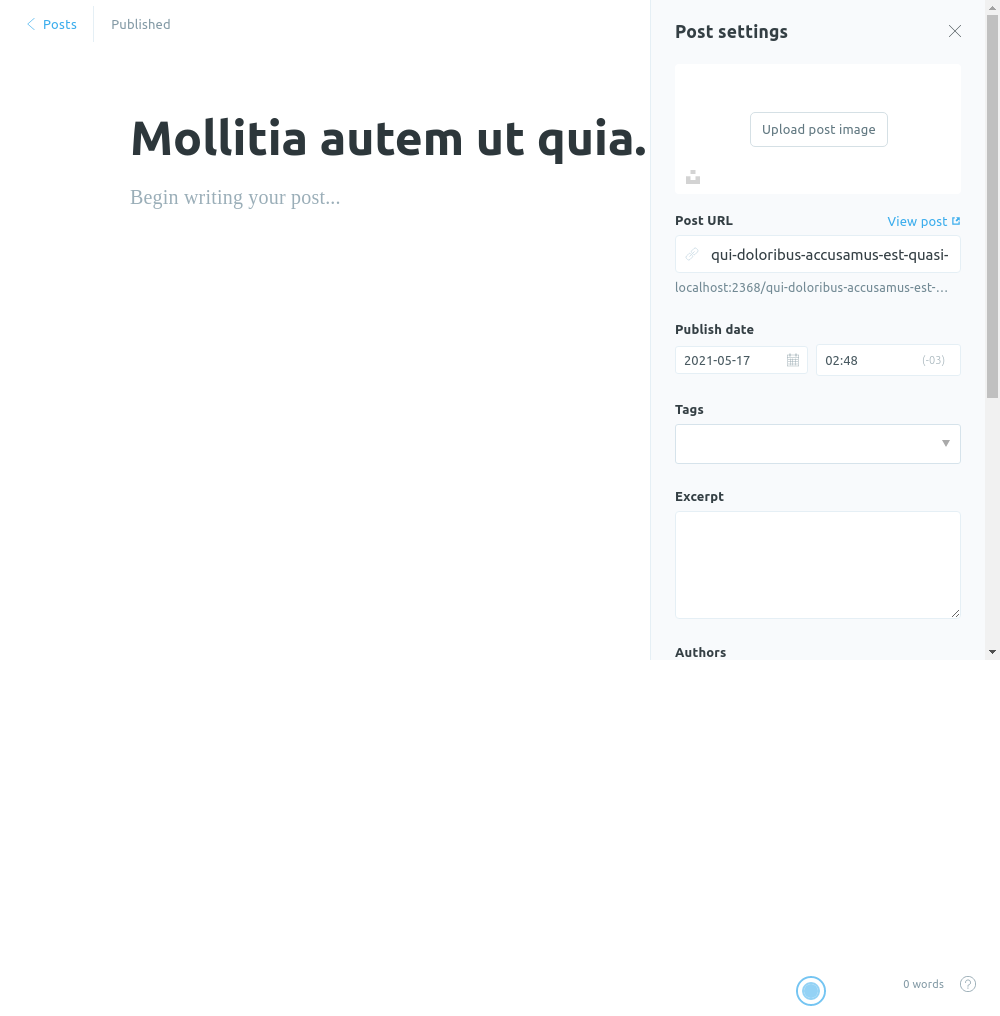 Posts
Published
Mollitia autem ut quia.
Begin writing your post...
Post settings
Upload post image
Post URL
View post
qui-doloribus-accusamus-est-quasi-
localhost:2368/qui-doloribus-accusamus-est-...
Publish date
2021-05-17
02:48
(-03)
Tags
Excerpt
Authors
0 words
?